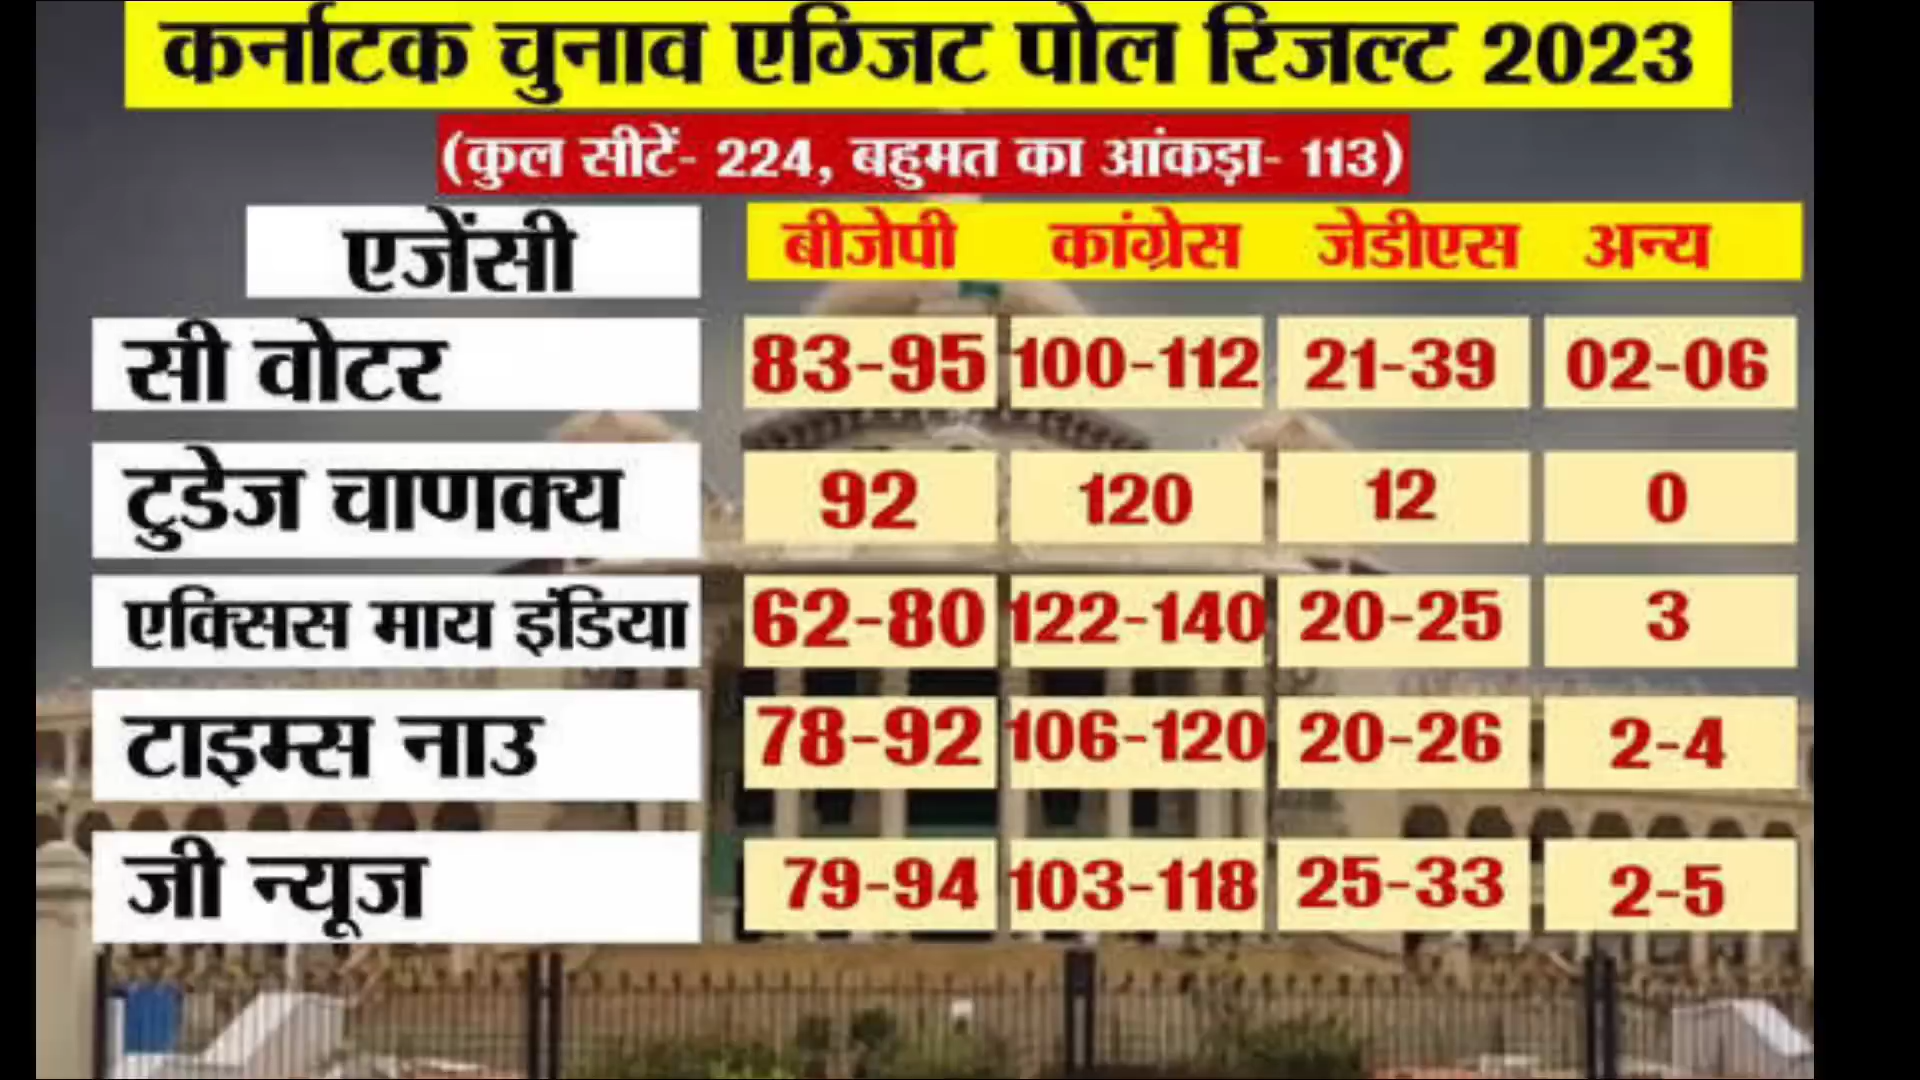 कर्नाटक चुनाव एग्जिट पोल रिजल्ट 2023
(कुल सीटें- 224, बहुमत का आंकड़ा- 113)
एजेंसी बीजेपी कांग्रेस जेडीएस अन्य
सी वोटर 83-95 100-112 21-39 02-06
टुडेज चाणक्य 92 120 12 0
एक्सिस माय इंडिया 62-80 122-140 20-25 3
टाइम्स नाउ 78-92 106-120 20-26 2-4
जी न्यूज 79-94 103-118 25-33 2-5